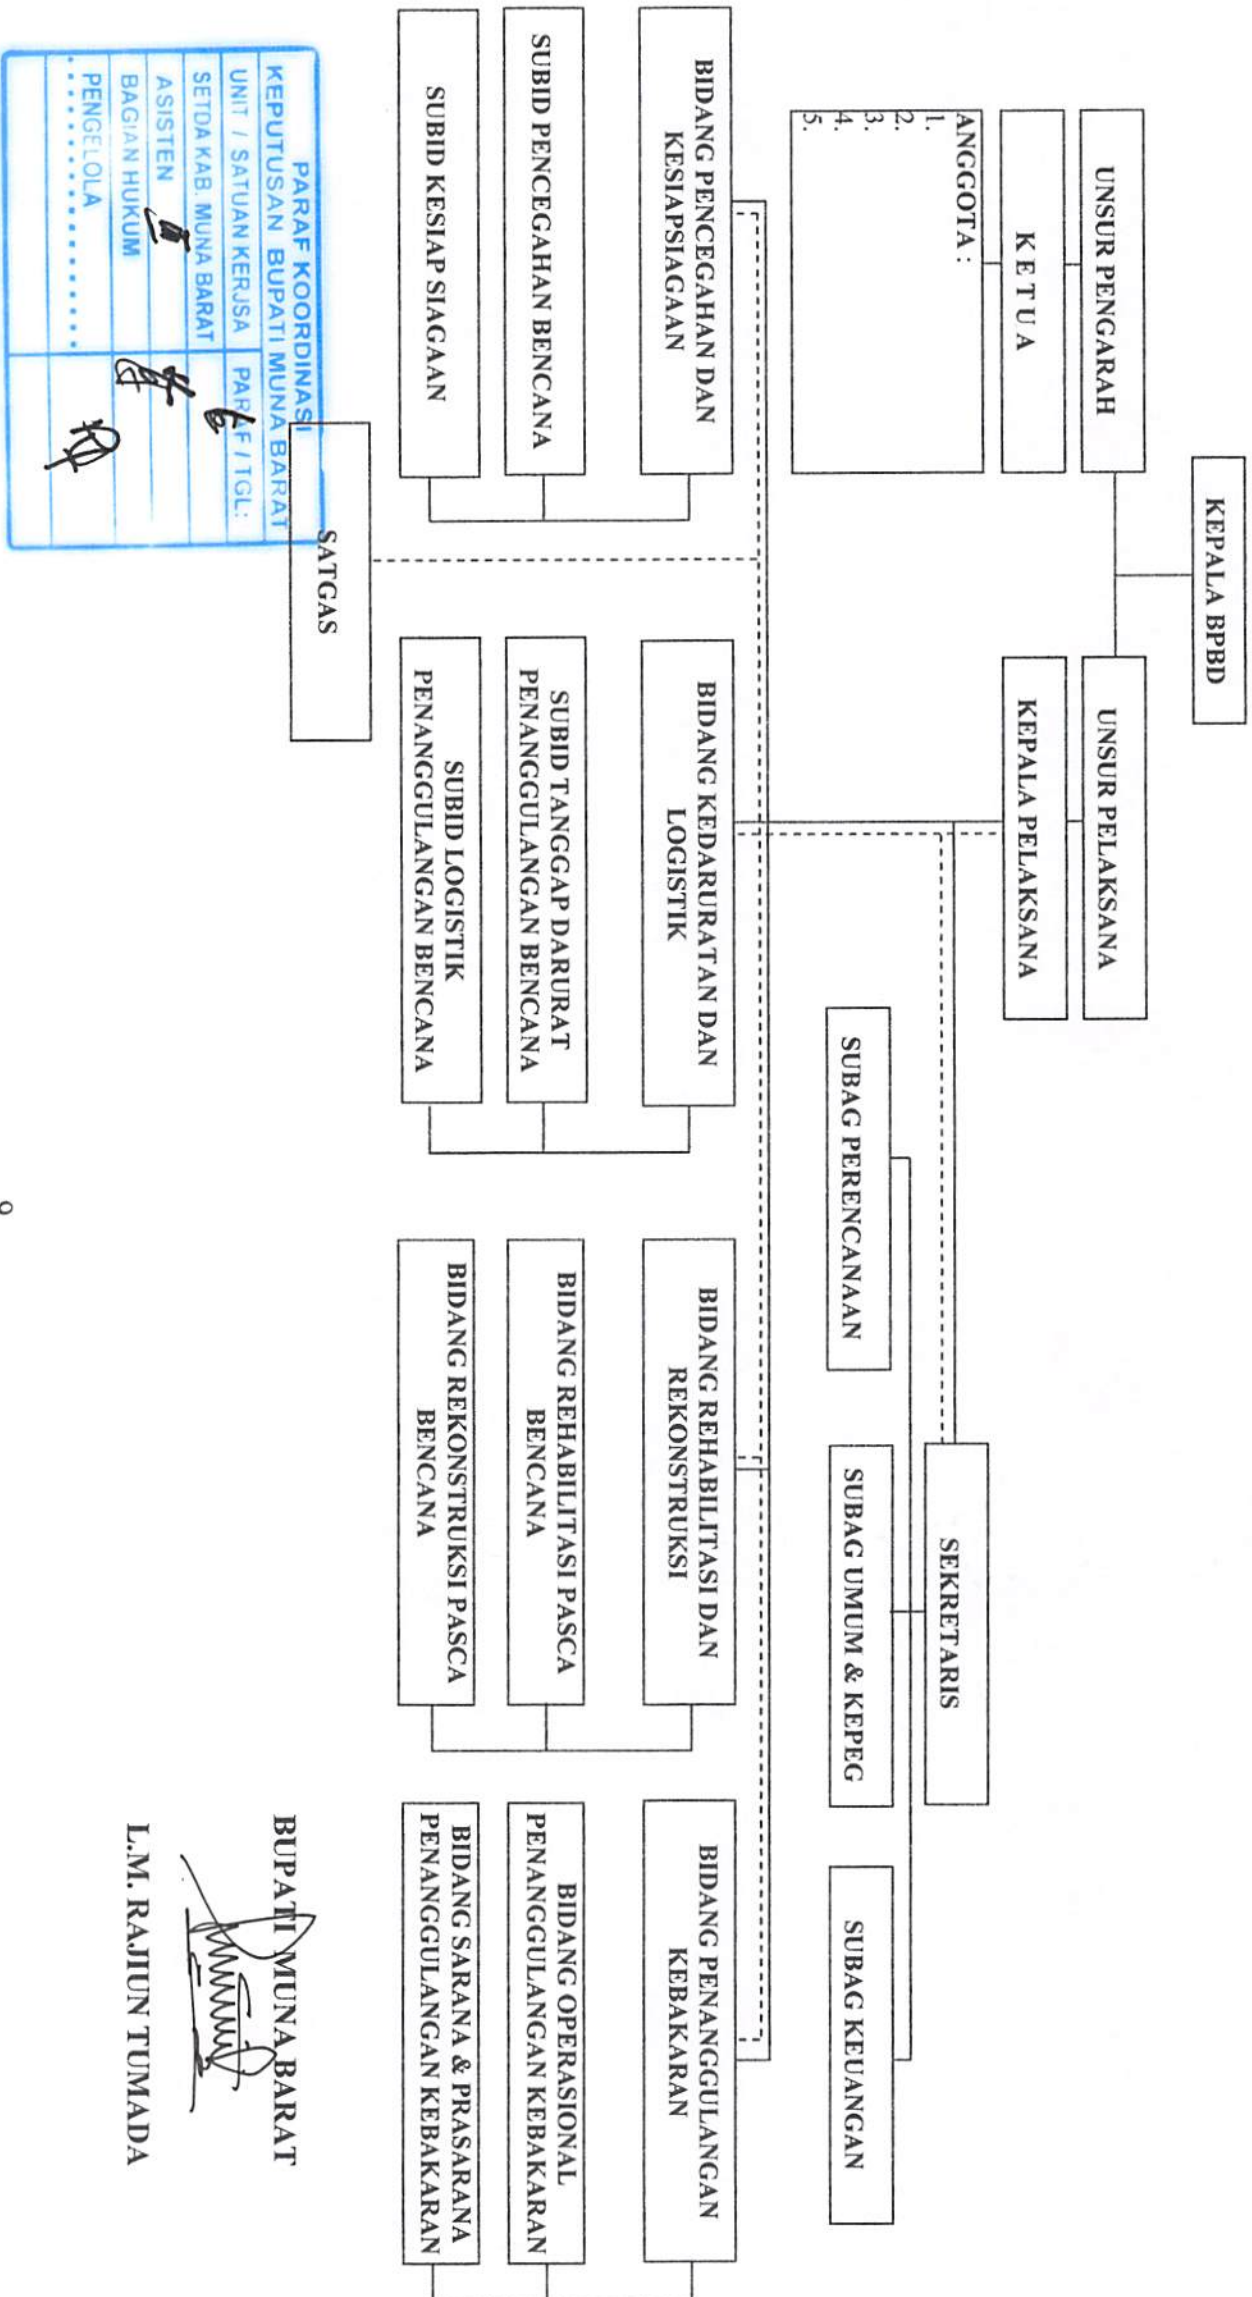 KEPALA BPBD
UNSUR PENGARAH
UNSUR PELAKSANA
K E T U A
KEPALA PELAKSANA
ANGGOTA :
1.
2.
3.
4.
5.
SEKRETARIS
SUBAG PERENCANAAN
SUBAG UMUM & KEPEG
SUBAG KEUANGAN
BIDANG PENCEGAHAN DAN
KESIAPSIAGAAN
BIDANG KEDARURATAN DAN
LOGISTIK
BIDANG REHABILITASI DAN
REKONSTRUKSI
BIDANG PENANGGULANGAN
KEBAKARAN
SUBID PENCEGAHAN BENCANA
SUBID TANGGAP DARURAT
PENANGGULANGAN BENCANA
BIDANG REHABILITASI PASCA
BENCANA
BIDANG OPERASIONAL
PENANGGULANGAN KEBAKARAN
SUBID KESIAP SIAGAAN
SUBID LOGISTIK
PENANGGULANGAN BENCANA
BIDANG REKONSTRUKSI PASCA
BENCANA
BIDANG SARANA & PRASARANA
PENANGGULANGAN KEBAKARAN
SATGAS
PARAF KOORDINASI
KEPUTUSAN BUPATI MUNA BARAT
UNIT / SATUAN KERJSA
PARAF / TGL:
SETDA KAB. MUNA BARAT
ASISTEN
BAGIAN HUKUM
PENGELOLA
BUPATI MUNA BARAT
L.M. RAJIUN TUMADA